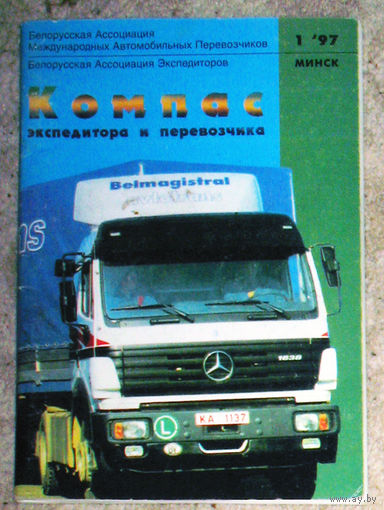 Белорусская Ассоциация
Международных Автомобильных Перевозчиков
Белорусская Ассоциация Экспедиторов
1 '97
МИНСК
Компас
экспедитора и перевозчика
Belmagistral
1838
L
KA 1137
www.ay.by